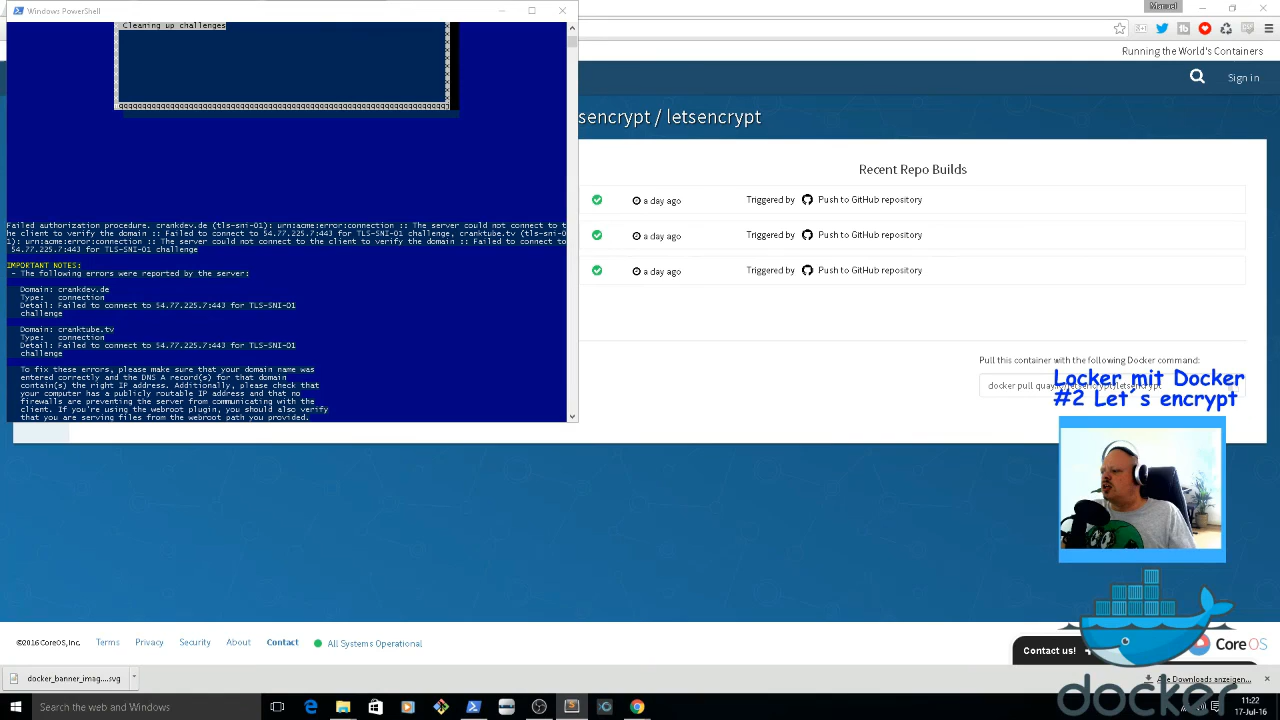 Windows PowerShell
Manuel
Cleaning up challenges
Running the World's Containers
Sign in
sencrypt / letsencrypt
Recent Repo Builds
a day ago Triggered by Push to GitHub repository
a day ago Triggered by Push to GitHub repository
a day ago Triggered by Push to GitHub repository
Failed authorization procedure. crankdev.de (tls-sni-01): urn:acme:error:connection :: The server could not connect to t
he client to verify the domain :: Failed to connect to 54.77.225.7:443 for TLS-SNI-01 challenge, cranktube.tv (tls-sni-0
1): urn:acme:error:connection :: The server could not connect to the client to verify the domain :: Failed to connect to
54.77.225.7:443 for TLS-SNI-01 challenge
IMPORTANT NOTES:
- The following errors were reported by the server:
Domain: crankdev.de
Type: connection
Detail: Failed to connect to 54.77.225.7:443 for TLS-SNI-01
challenge
Domain: cranktube.tv
Type: connection
Detail: Failed to connect to 54.77.225.7:443 for TLS-SNI-01
challenge
To fix these errors, please make sure that your domain name was
entered correctly and the DNS A record(s) for that domain
contain(s) the right IP address. Additionally, please check that
your computer has a publicly routable IP address and that no
firewalls are preventing the server from communicating with the
client. If you're using the webroot plugin, you should also verify
that you are serving files from the webroot path you provided.
Pull this container with the following Docker command:
docker pull quay.io/letsencrypt/letsencrypt
Locker mit Docker
#2 Let´s encrypt
©2016 CoreOS, Inc. Terms Privacy Security About Contact All Systems Operational
Contact us!
Core OS
docker_banner_imag....svg
Alle Downloads anzeigen...
docker
Search the web and Windows
11:22
17-Jul-16